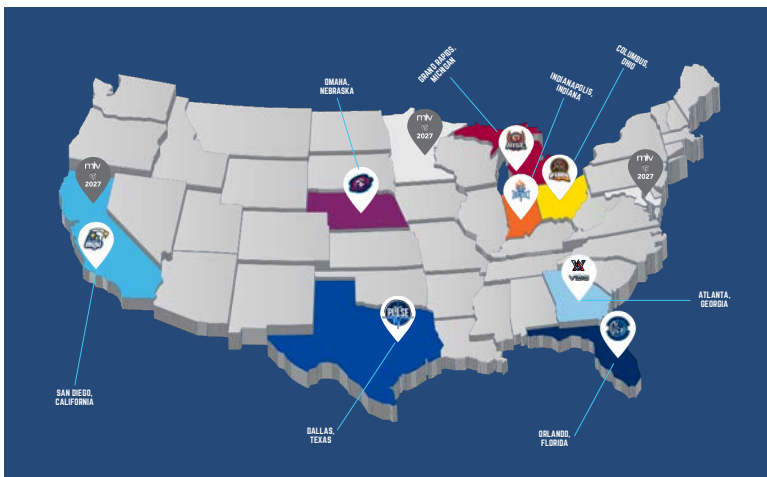 GRAND RAPIDS,
MICHIGAN
COLUMBUS,
OHIO
INDIANAPOLIS,
INDIANA
OMAHA,
NEBRASKA
mlv
2027
mlv
2027
mlv
2027
PULSE
ATLANTA,
GEORGIA
SAN DIEGO,
CALIFORNIA
DALLAS,
TEXAS
ORLANDO,
FLORIDA